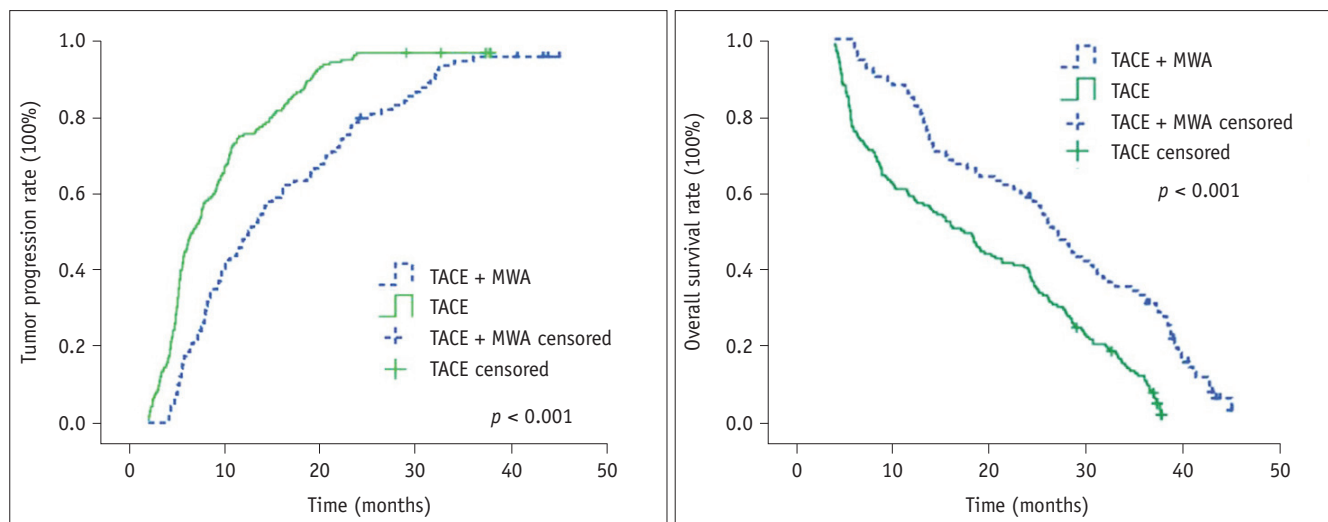 1.0
0.8
0.6
0.4
0.2
0.0
Tumor progression rate (100%)
TACE + MWA
TACE
TACE + MWA censored
TACE censored
p < 0.001
0 10 20 30 40 50
Time (months)
1.0
0.8
0.6
0.4
0.2
0.0
Overall survival rate (100%)
TACE + MWA
TACE
TACE + MWA censored
TACE censored
p < 0.001
0 10 20 30 40 50
Time (months)